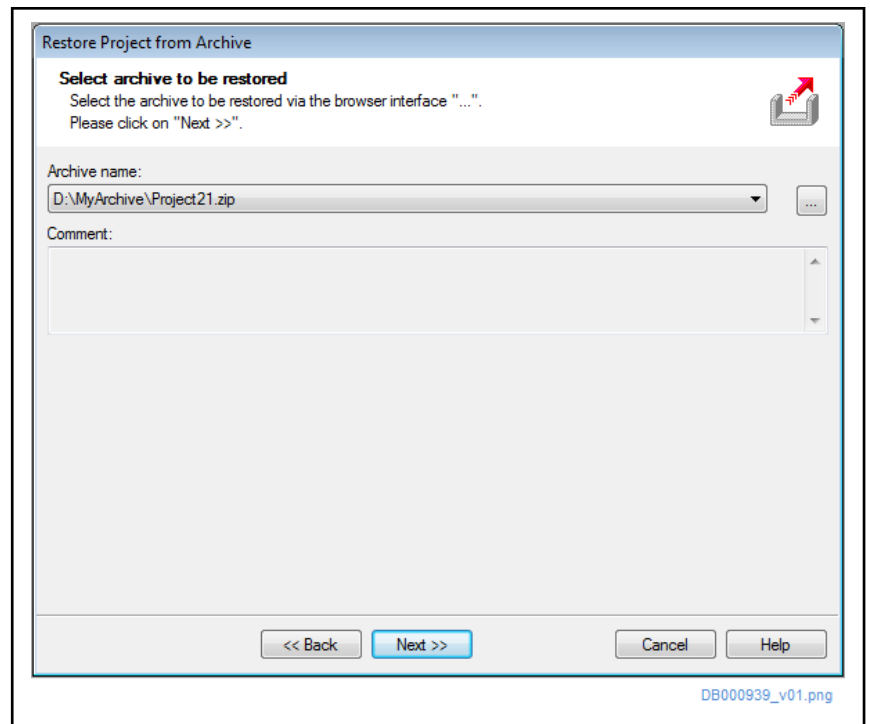 Restore Project from Archive
Select archive to be restored
Select the archive to be restored via the browser interface "...".
Please click on "Next >>".
Archive name:
D:\MyArchive\Project21.zip
...
Comment:
<< Back Next >> Cancel Help
DB000939_v01.png